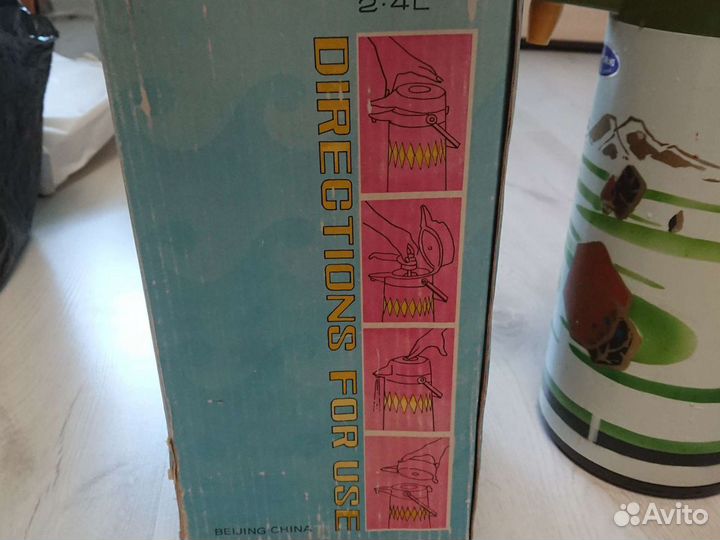 2.4L
DIRECTIONS FOR USE
BEIJING CHINA
Avito